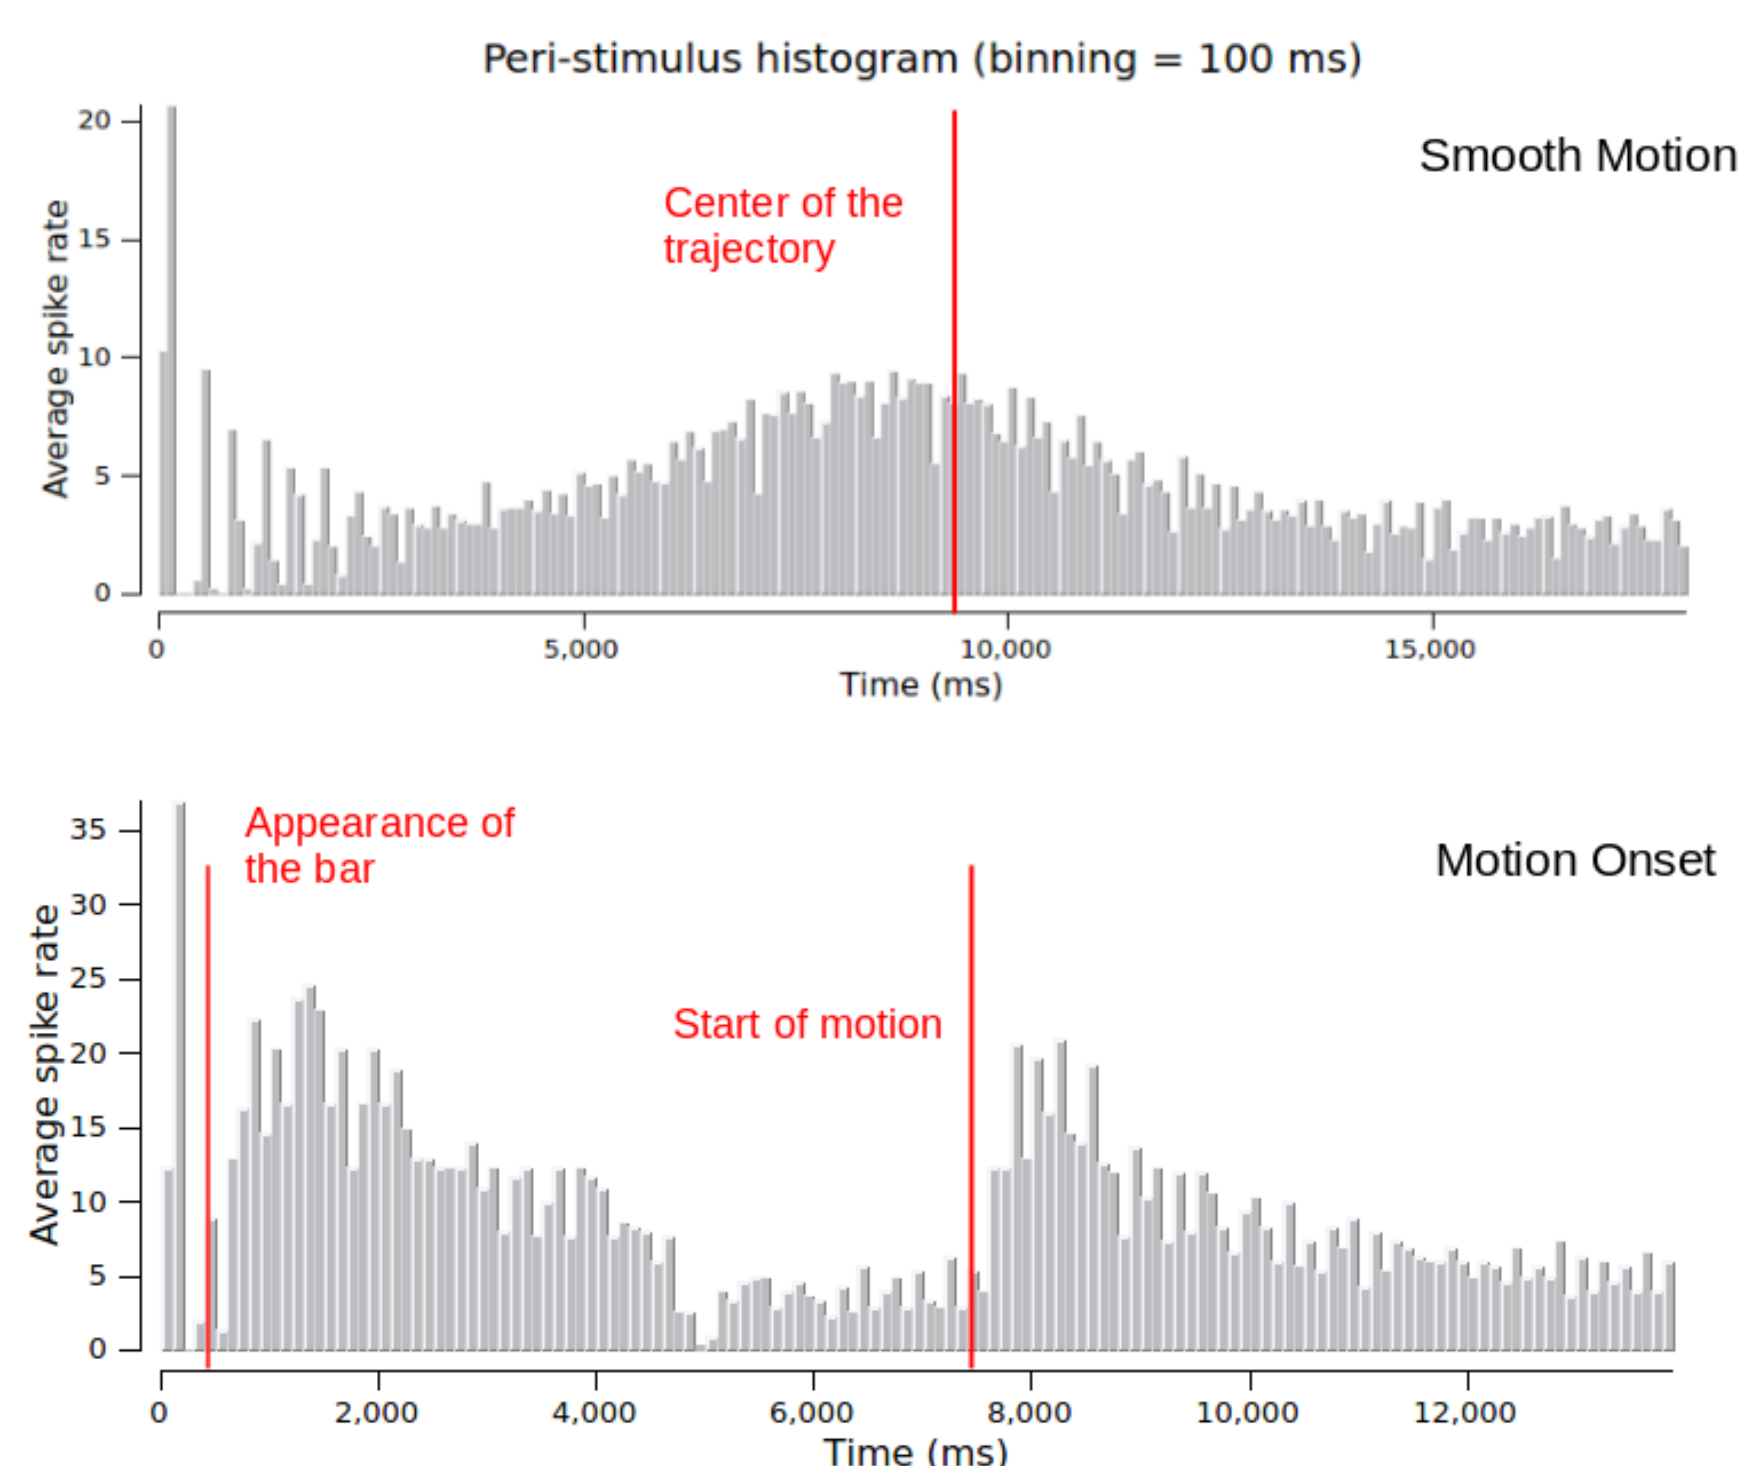 Peri-stimulus histogram (binning = 100 ms)
Smooth Motion
Center of the
trajectory
Average spike rate
20
15
10
5
0
0
5,000
10,000
15,000
Time (ms)
Appearance of
the bar
Motion Onset
Start of motion
Average spike rate
35
30
25
20
15
10
5
0
0
2,000
4,000
6,000
8,000
10,000
12,000
Time (ms)